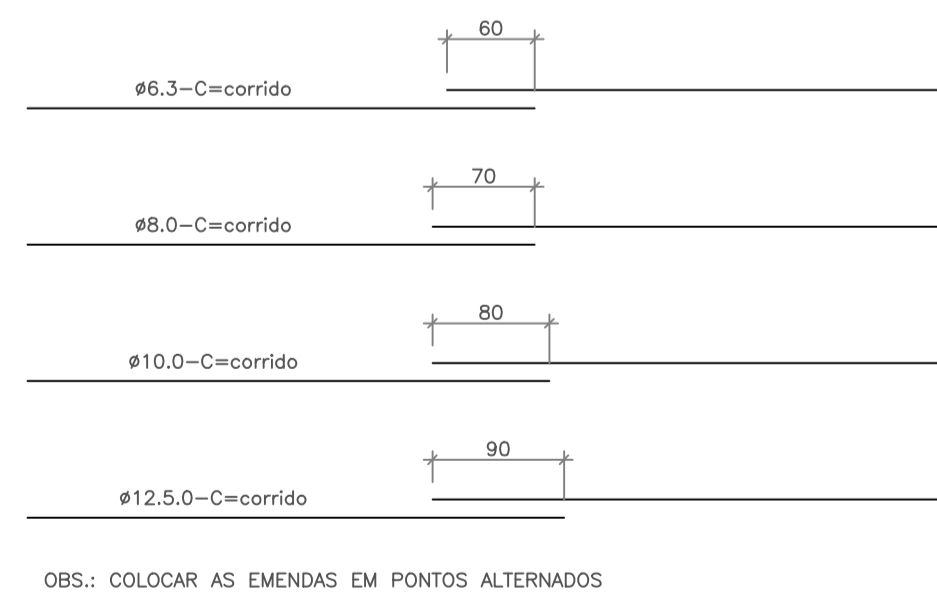 60
ø6.3-C=corrido
70
ø8.0-C=corrido
80
ø10.0-C=corrido
90
ø12.5.0-C=corrido
OBS.: COLOCAR AS EMENDAS EM PONTOS ALTERNADOS